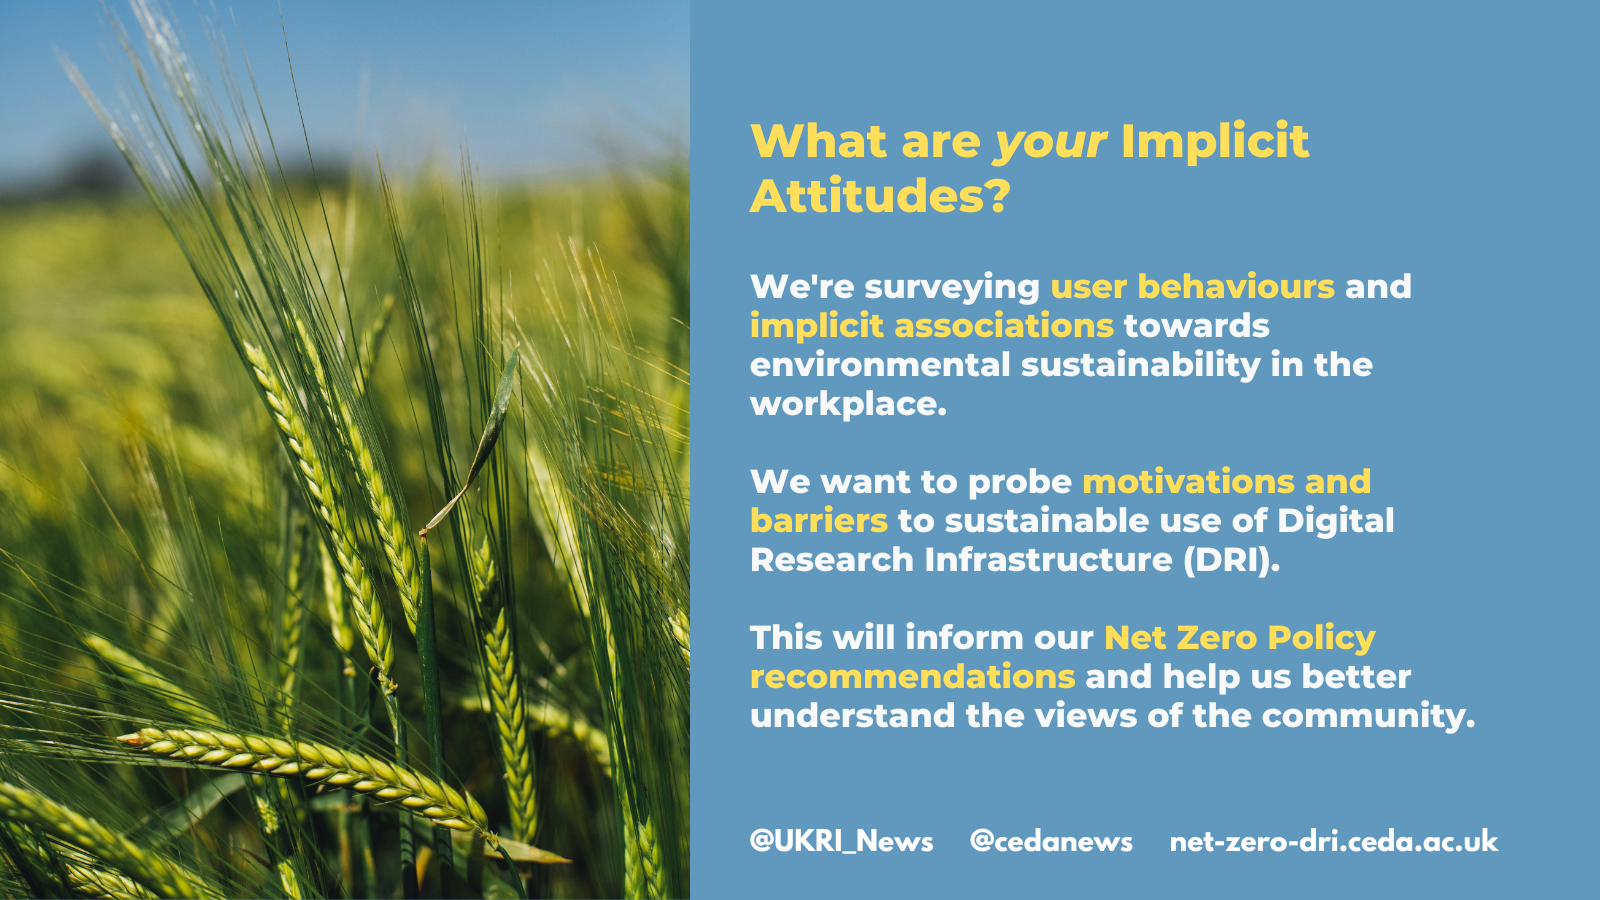 What are your Implicit
Attitudes?
We're surveying user behaviours and
implicit associations towards
environmental sustainability in the
workplace.
We want to probe motivations and
barriers to sustainable use of Digital
Research Infrastructure (DRI).
This will inform our Net Zero Policy
recommendations and help us better
understand the views of the community.
@UKRI_News @cedanews net-zero-dri.ceda.ac.uk